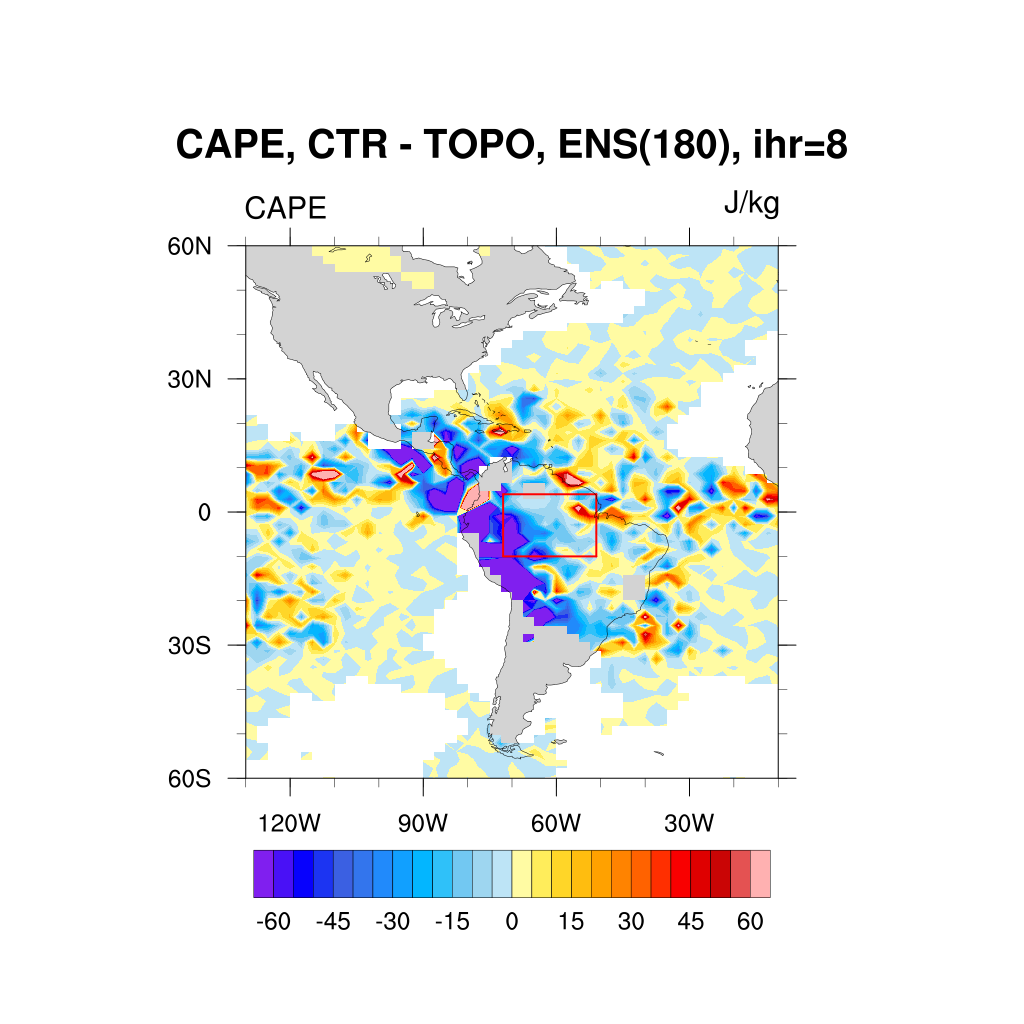 CAPE, CTR - TOPO, ENS(180), ihr=8
CAPE
J/kg
60N
30N
0
30S
60S
120W 90W 60W 30W
-60 -45 -30 -15 0 15 30 45 60